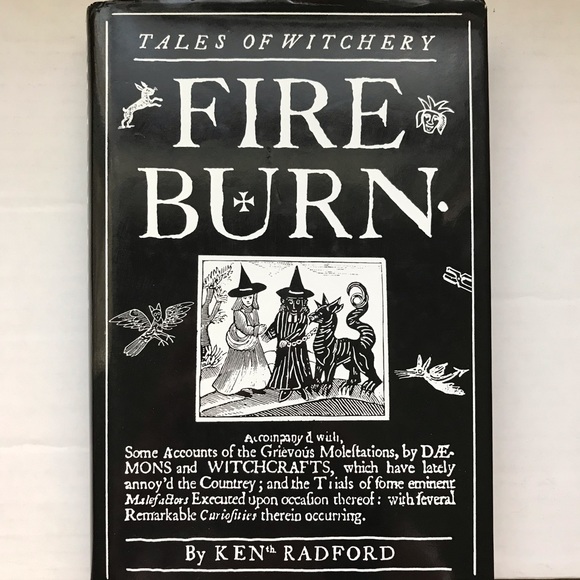 TALES OF WITCHERY
FIRE
BURN.
Accompany'd with,
Some Accounts of the Grievous Moleſtations, by DÆ-
MONS and WITCHCRAFTS, which have lately
annoy'd the Countrey; and the Trials of ſome eminent
Malefactors Executed upon occaſion thereof: with ſeveral
Remarkable Curioſities therein occurring.
By KENth. RADFORD